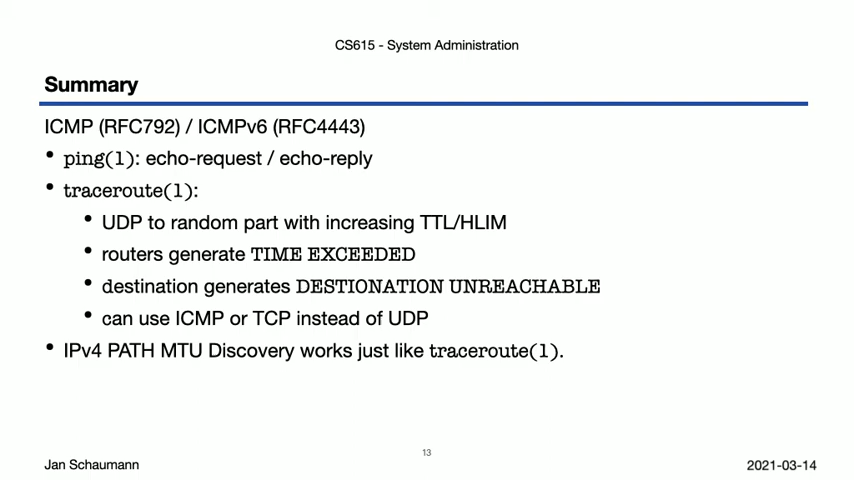 CS615 - System Administration
Summary
ICMP (RFC792) / ICMPv6 (RFC4443)
• ping(1): echo-request / echo-reply
• traceroute(1):
• UDP to random part with increasing TTL/HLIM
• routers generate TIME EXCEEDED
• destination generates DESTIONATION UNREACHABLE
• can use ICMP or TCP instead of UDP
• IPv4 PATH MTU Discovery works just like traceroute(1).
13
Jan Schaumann
2021-03-14